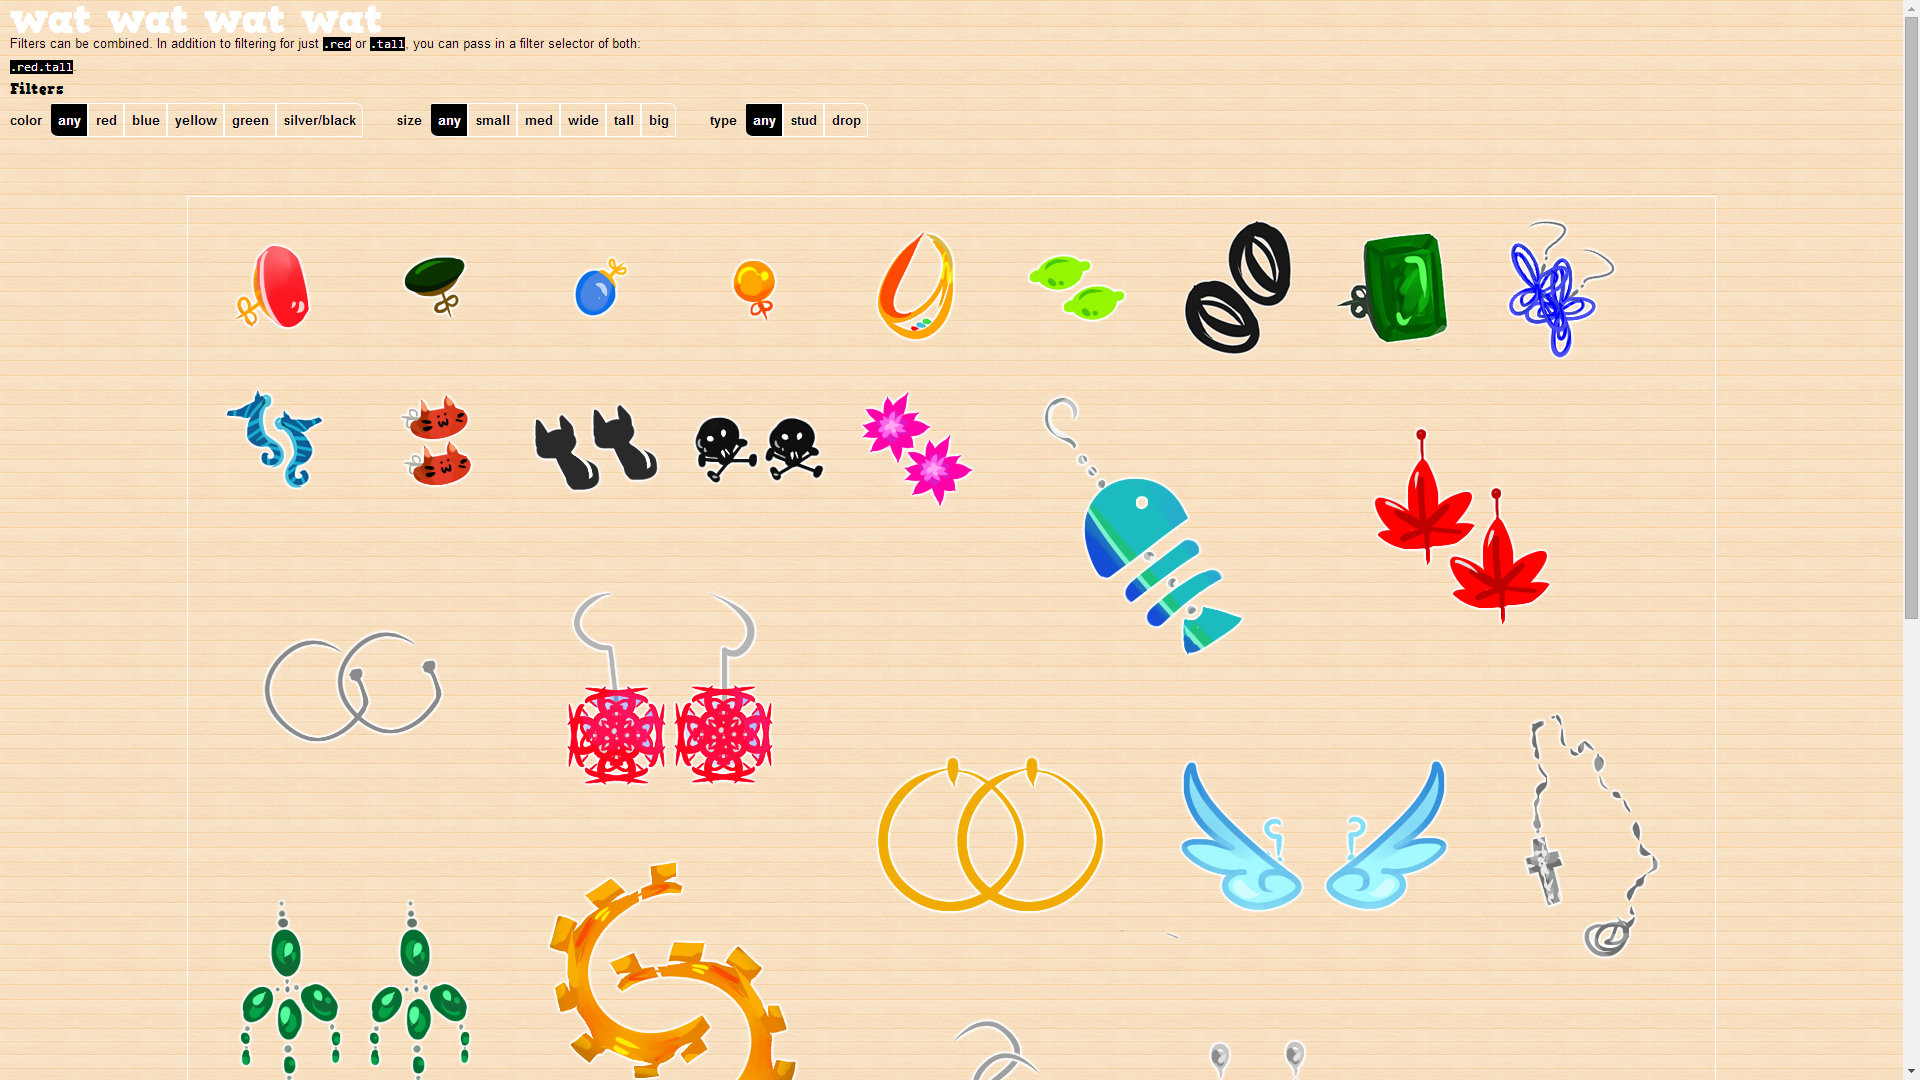 wat wat wat wat
Filters can be combined. In addition to filtering for just .red or .tall, you can pass in a filter selector of both:
.red.tall.
Filters
color any red blue yellow green silver/black size any small med wide tall big type any stud drop